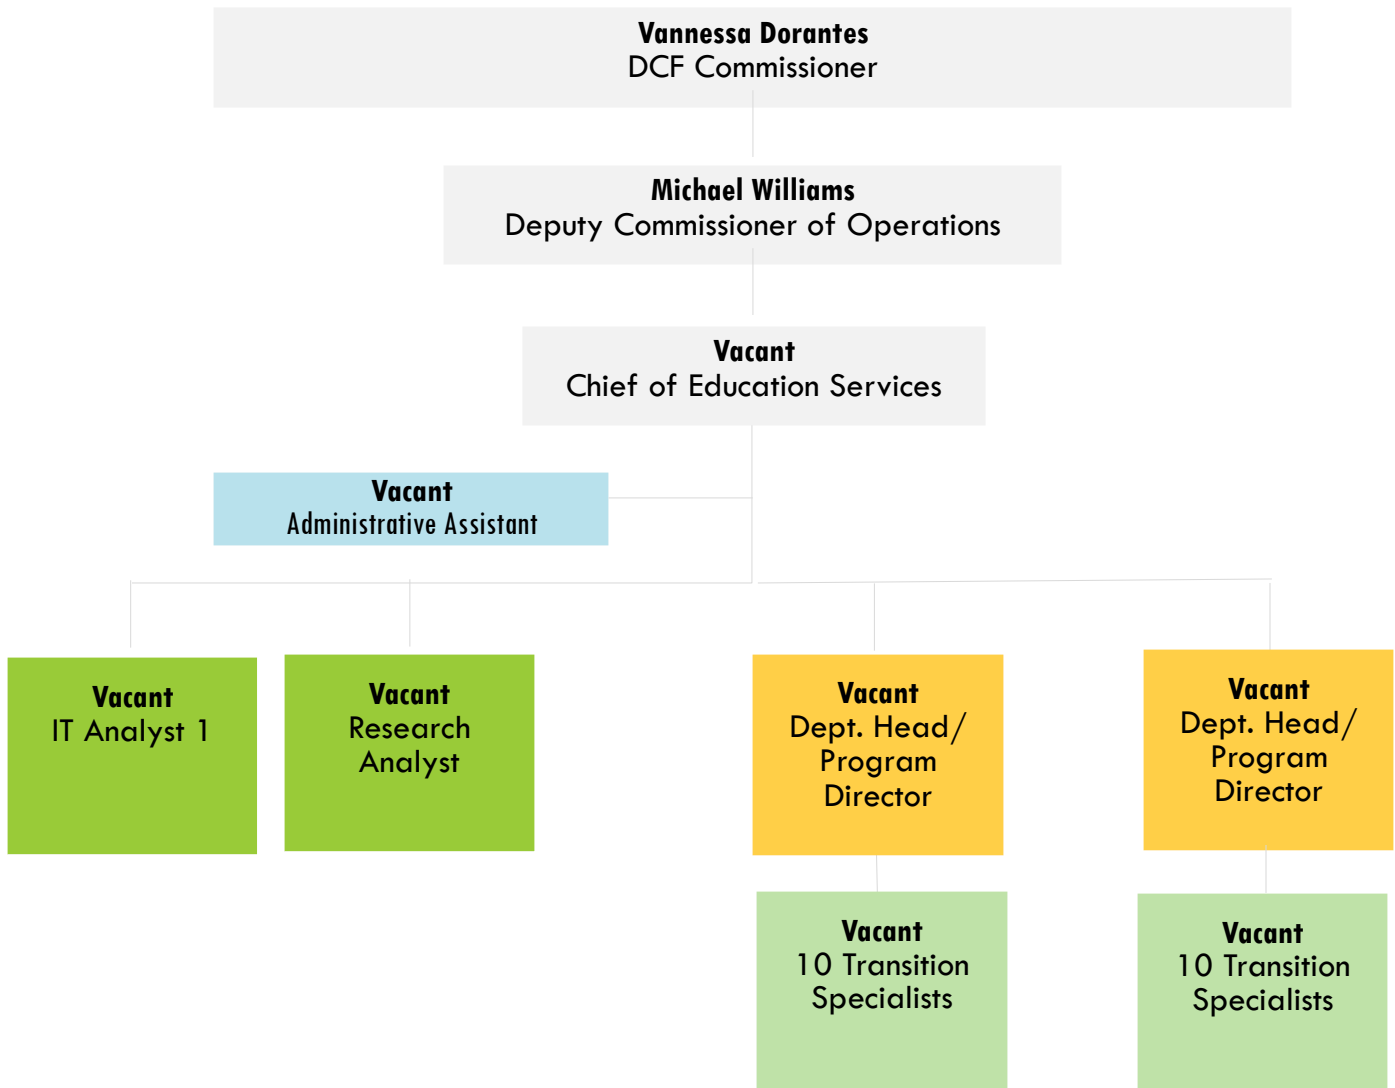 Vannessa Dorantes
DCF Commissioner
Michael Williams
Deputy Commissioner of Operations
Vacant
Chief of Education Services
Vacant
Administrative Assistant
Vacant
IT Analyst 1
Vacant
Research
Analyst
Vacant
Dept. Head/
Program
Director
Vacant
Dept. Head/
Program
Director
Vacant
10 Transition
Specialists
Vacant
10 Transition
Specialists